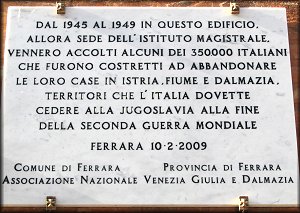 DAL 1945 AL 1949 IN QUESTO EDIFICIO,
ALLORA SEDE DELL'ISTITUTO MAGISTRALE,
VENNERO ACCOLTI ALCUNI DEI 350000 ITALIANI
CHE FURONO COSTRETTI AD ABBANDONARE
LE LORO CASE IN ISTRIA, FIUME E DALMAZIA,
TERRITORI CHE L'ITALIA DOVETTE
CEDERE ALLA JUGOSLAVIA ALLA FINE
DELLA SECONDA GUERRA MONDIALE
FERRARA 10·2·2009
COMUNE DI FERRARA PROVINCIA DI FERRARA
ASSOCIAZIONE NAZIONALE VENEZIA GIULIA E DALMAZIA